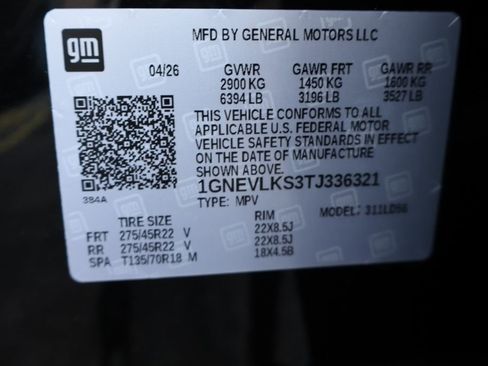 gm
MFD BY GENERAL MOTORS LLC
04/26 GVWR GAWR FRT GAWR RR
2900 KG 1450 KG 1600 KG
6394 LB 3196 LB 3527 LB
THIS VEHICLE CONFORMS TO ALL
APPLICABLE U.S. FEDERAL MOTOR
VEHICLE SAFETY STANDARDS IN EFFECT
ON THE DATE OF MANUFACTURE
SHOWN ABOVE.
384A
1GNEVLKS3TJ336321
TYPE: MPV MODEL:
TIRE SIZE RIM
FRT 275/45R22 V 22X8.5J
RR 275/45R22 V 22X8.5J
SPA T135/70R18 M 18X4.5B